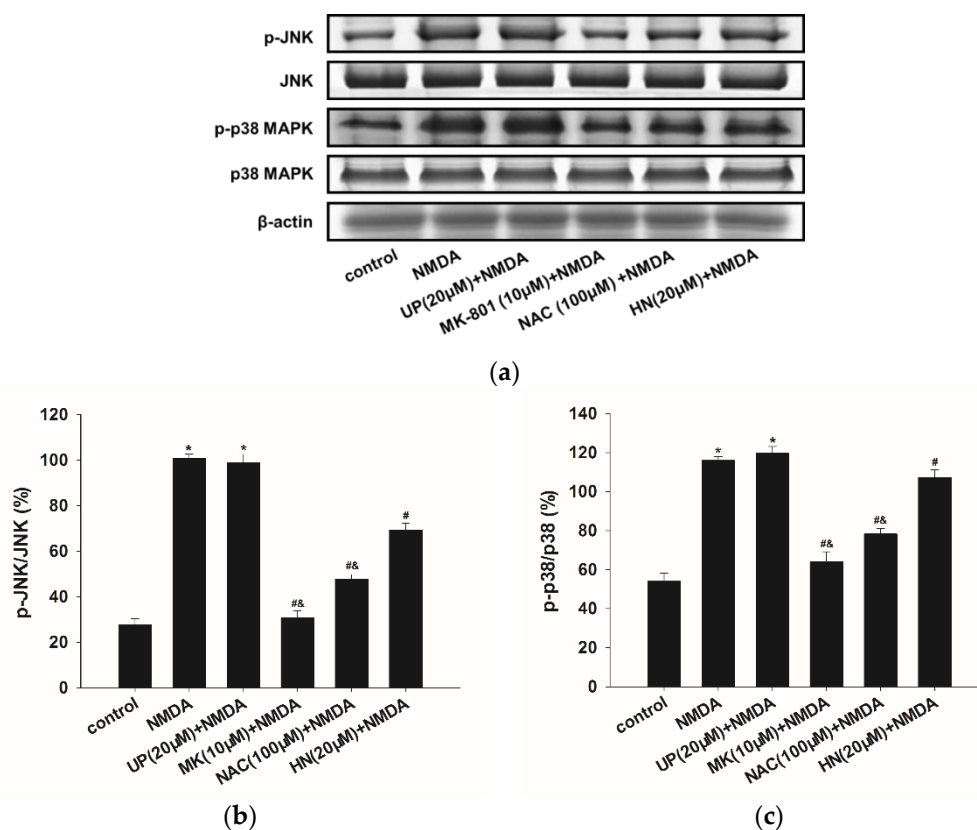 p-JNK
JNK
p-p38 MAPK
p38 MAPK
β-actin
control
NMDA
UP(20μM)+NMDA
MK-801 (10μM)+NMDA
NAC (100μM) +NMDA
HN(20μM)+NMDA
(a)
p-JNK/JNK (%)
120
100
80
60
40
20
0
*
*
#&
#&
#
control
NMDA
UP(20μM)+NMDA
MK(10μM)+NMDA
NAC(100μM)+NMDA
HN(20μM)+NMDA
(b)
p-p38/p38 (%)
140
120
100
80
60
40
20
0
*
*
#&
#&
#
control
NMDA
UP(20μM)+NMDA
MK(10μM)+NMDA
NAC(100μM)+NMDA
HN(20μM)+NMDA
(c)